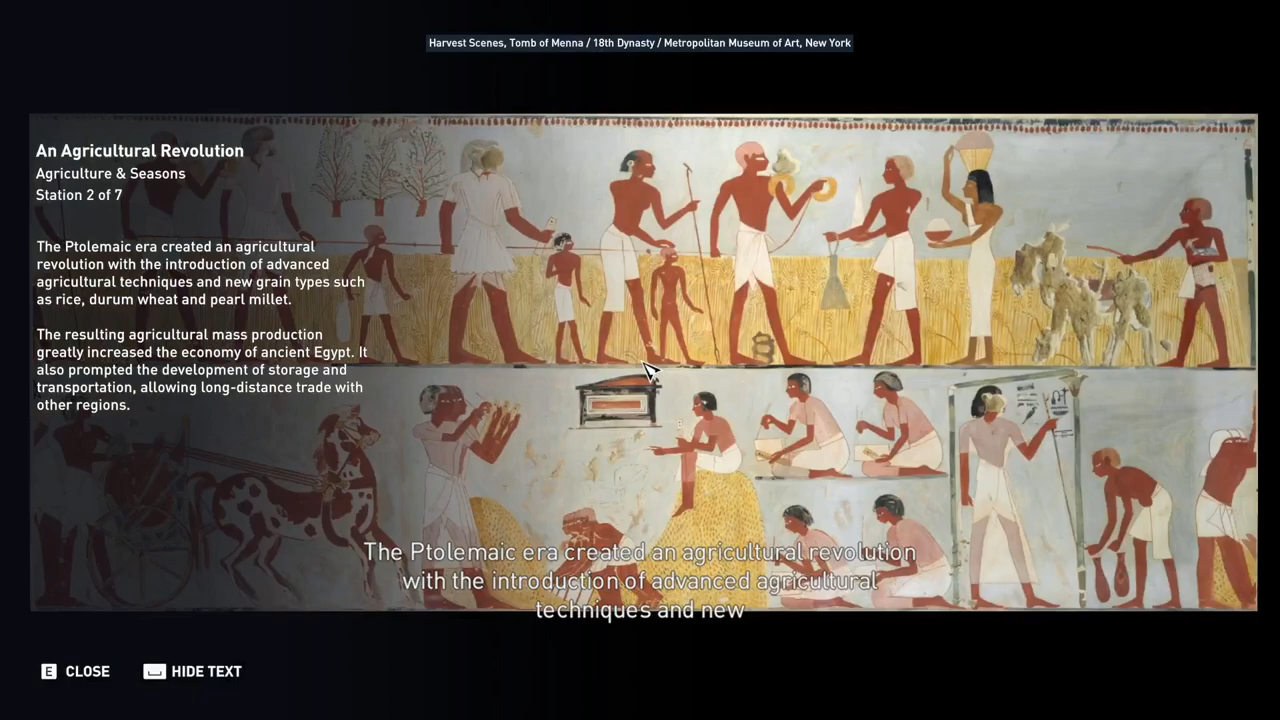 Harvest Scenes, Tomb of Menna / 18th Dynasty / Metropolitan Museum of Art, New York
An Agricultural Revolution
Agriculture & Seasons
Station 2 of 7
The Ptolemaic era created an agricultural
revolution with the introduction of advanced
agricultural techniques and new grain types such
as rice, durum wheat and pearl millet.
The resulting agricultural mass production
greatly increased the economy of ancient Egypt. It
also prompted the development of storage and
transportation, allowing long-distance trade with
other regions.
The Ptolemaic era created an agricultural revolution
with the introduction of advanced agricultural
techniques and new
E CLOSE HIDE TEXT